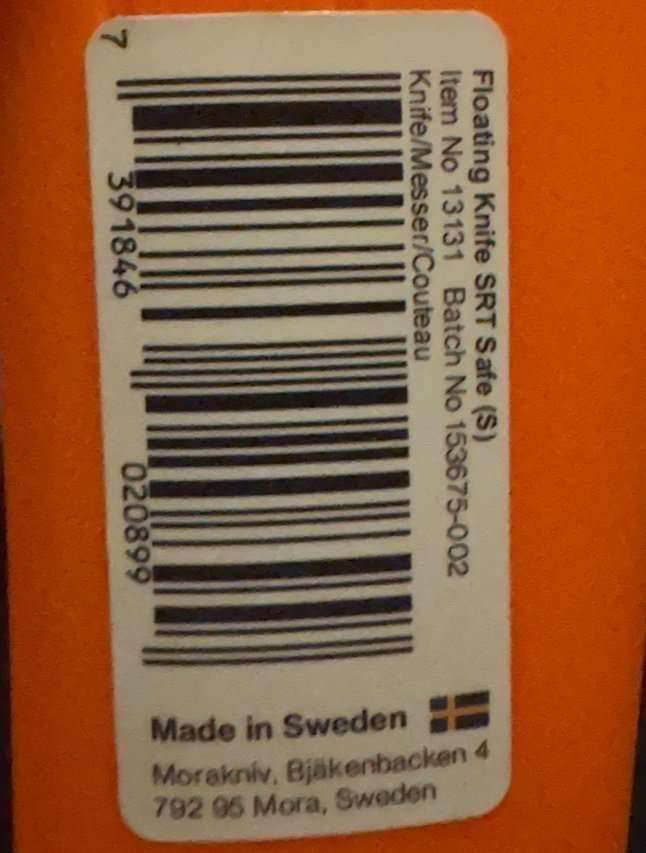 Floating Knife SRT Safe (S)
Item No 13131 Batch No 153675-002
Knife/Messer/Couteau
7 391846 020899
Made in Sweden
Morakniv, Bjäkenbacken 4
792 95 Mora, Sweden